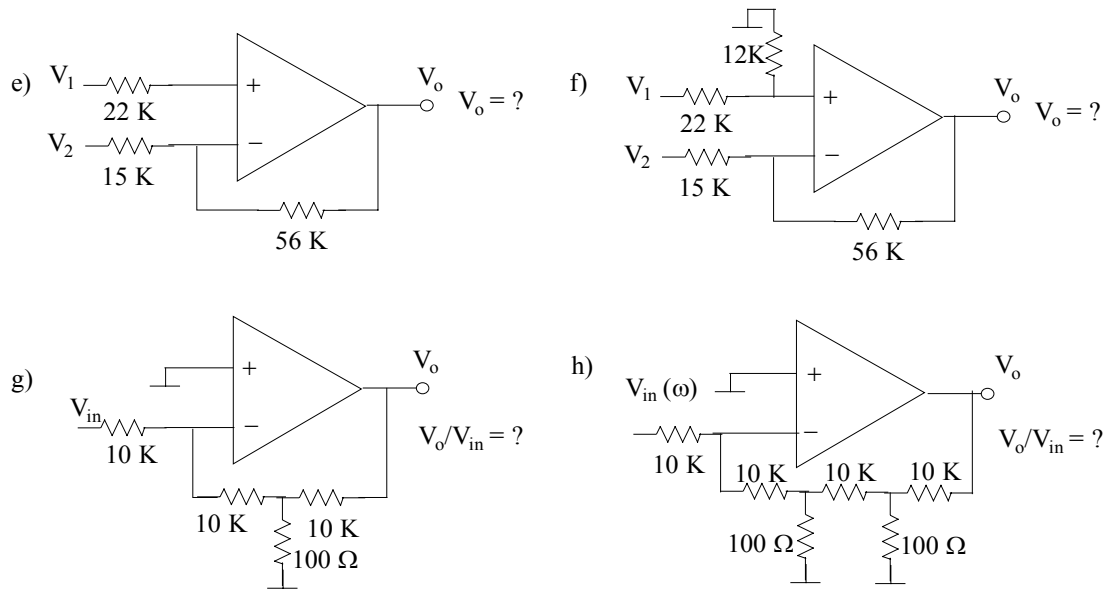 e)
V1
22 K
V2
15 K
+
−
56 K
Vo
Vo = ?
f)
12K
V1
22 K
V2
15 K
+
−
56 K
Vo
Vo = ?
g)
Vin
10 K
+
−
10 K
10 K
100 Ω
Vo
Vo/Vin = ?
h)
Vin (ω)
10 K
+
−
10 K
10 K
10 K
100 Ω
100 Ω
Vo
Vo/Vin = ?